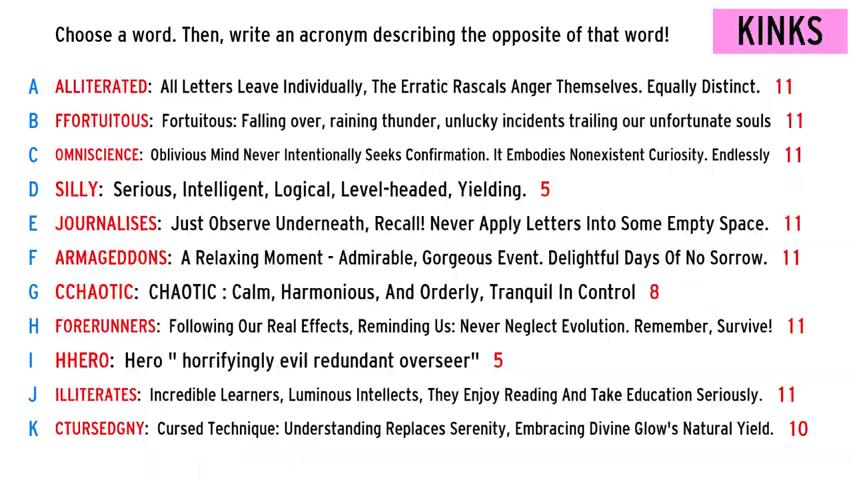 Choose a word. Then, write an acronym describing the opposite of that word!
KINKS
A ALLITERATED: All Letters Leave Individually, The Erratic Rascals Anger Themselves. Equally Distinct. 11
B FFORTUITOUS: Fortuitous: Falling over, raining thunder, unlucky incidents trailing our unfortunate souls 11
C OMNISCIENCE: Oblivious Mind Never Intentionally Seeks Confirmation. It Embodies Nonexistent Curiosity. Endlessly 11
D SILLY: Serious, Intelligent, Logical, Level-headed, Yielding. 5
E JOURNALISES: Just Observe Underneath, Recall! Never Apply Letters Into Some Empty Space. 11
F ARMAGEDDONS: A Relaxing Moment - Admirable, Gorgeous Event. Delightful Days Of No Sorrow. 11
G CCHAOTIC: CHAOTIC : Calm, Harmonious, And Orderly, Tranquil In Control 8
H FORERUNNERS: Following Our Real Effects, Reminding Us: Never Neglect Evolution. Remember, Survive! 11
I HHERO: Hero " horrifyingly evil redundant overseer" 5
J ILLITERATES: Incredible Learners, Luminous Intellects, They Enjoy Reading And Take Education Seriously. 11
K CTURSEDGNY: Cursed Technique: Understanding Replaces Serenity, Embracing Divine Glow's Natural Yield. 10